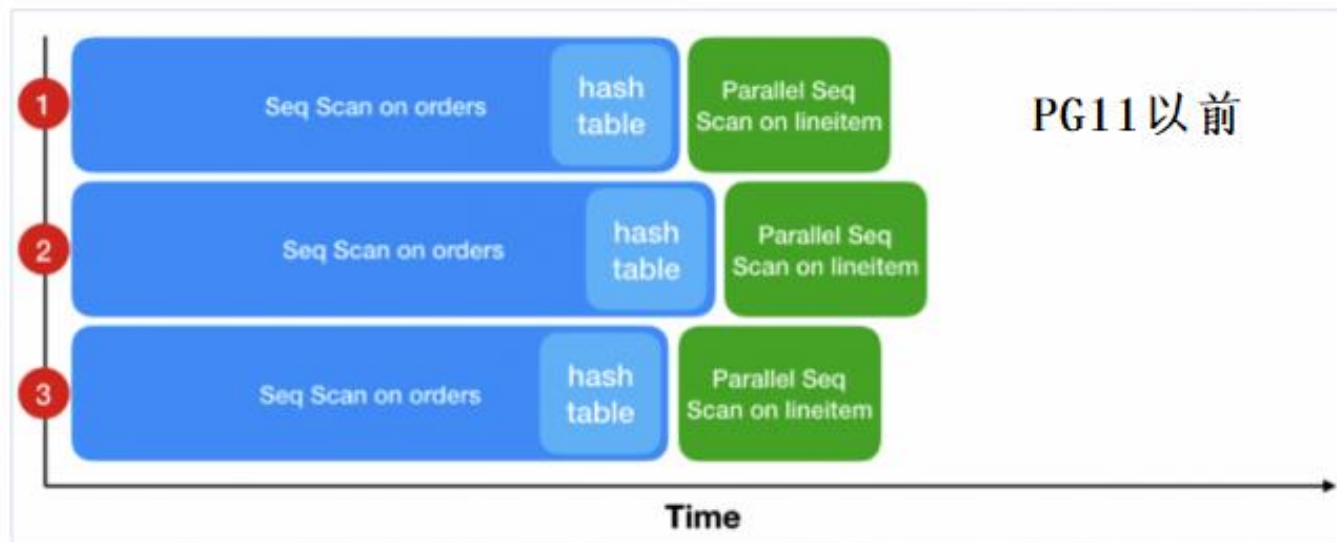 1
Seq Scan on orders
hash
table
Parallel Seq
Scan on lineitem
PG11以前
2
Seq Scan on orders
hash
table
Parallel Seq
Scan on lineitem
3
Seq Scan on orders
hash
table
Parallel Seq
Scan on lineitem
Time